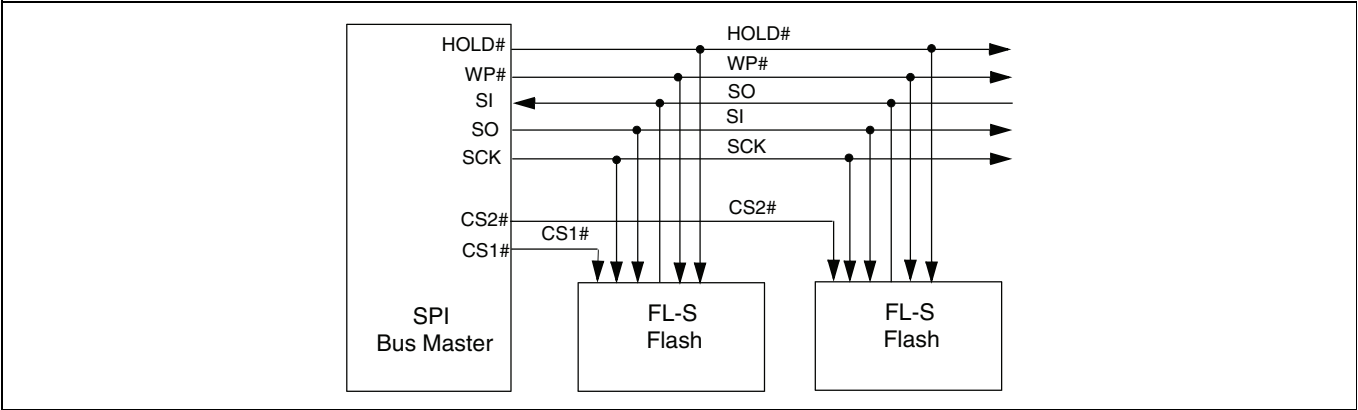 HOLD#
HOLD#
WP#
WP#
SI
SO
SO
SI
SCK
SCK
CS2#
CS2#
CS1#
CS1#
SPI
Bus Master
FL-S
Flash
FL-S
Flash